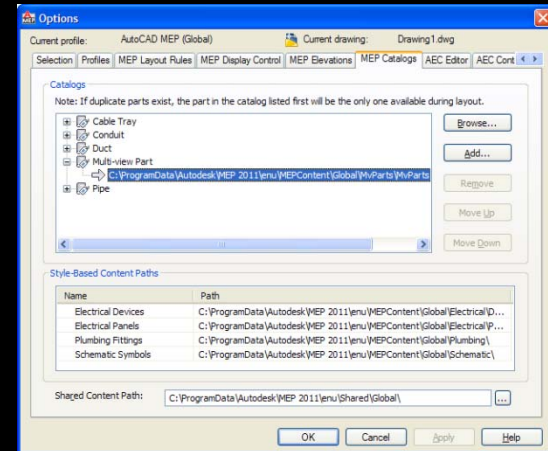 Options
Current profile: AutoCAD MEP (Global) Current drawing: Drawing1.dwg
Selection Profiles MEP Layout Rules MEP Display Control MEP Elevations MEP Catalogs AEC Editor AEC Cont
Catalogs
Note: If duplicate parts exist, the part in the catalog listed first will be the only one available during layout.
Cable Tray
Browse...
Conduit
Duct
Add...
Multi-view Part
C:\ProgramData\Autodesk\MEP 2011\enu\MEPContent\Global\MvParts\MvParts
Remove
Pipe
Move Up
Move Down
Style-Based Content Paths
Name Path
Electrical Devices C:\ProgramData\Autodesk\MEP 2011\enu\MEPContent\Global\Electrical\D...
Electrical Panels C:\ProgramData\Autodesk\MEP 2011\enu\MEPContent\Global\Electrical\P...
Plumbing Fittings C:\ProgramData\Autodesk\MEP 2011\enu\MEPContent\Global\Plumbing\
Schematic Symbols C:\ProgramData\Autodesk\MEP 2011\enu\MEPContent\Global\Schematic\
Shared Content Path: C:\ProgramData\Autodesk\MEP 2011\enu\Shared\Global\ ...
OK Cancel Apply Help